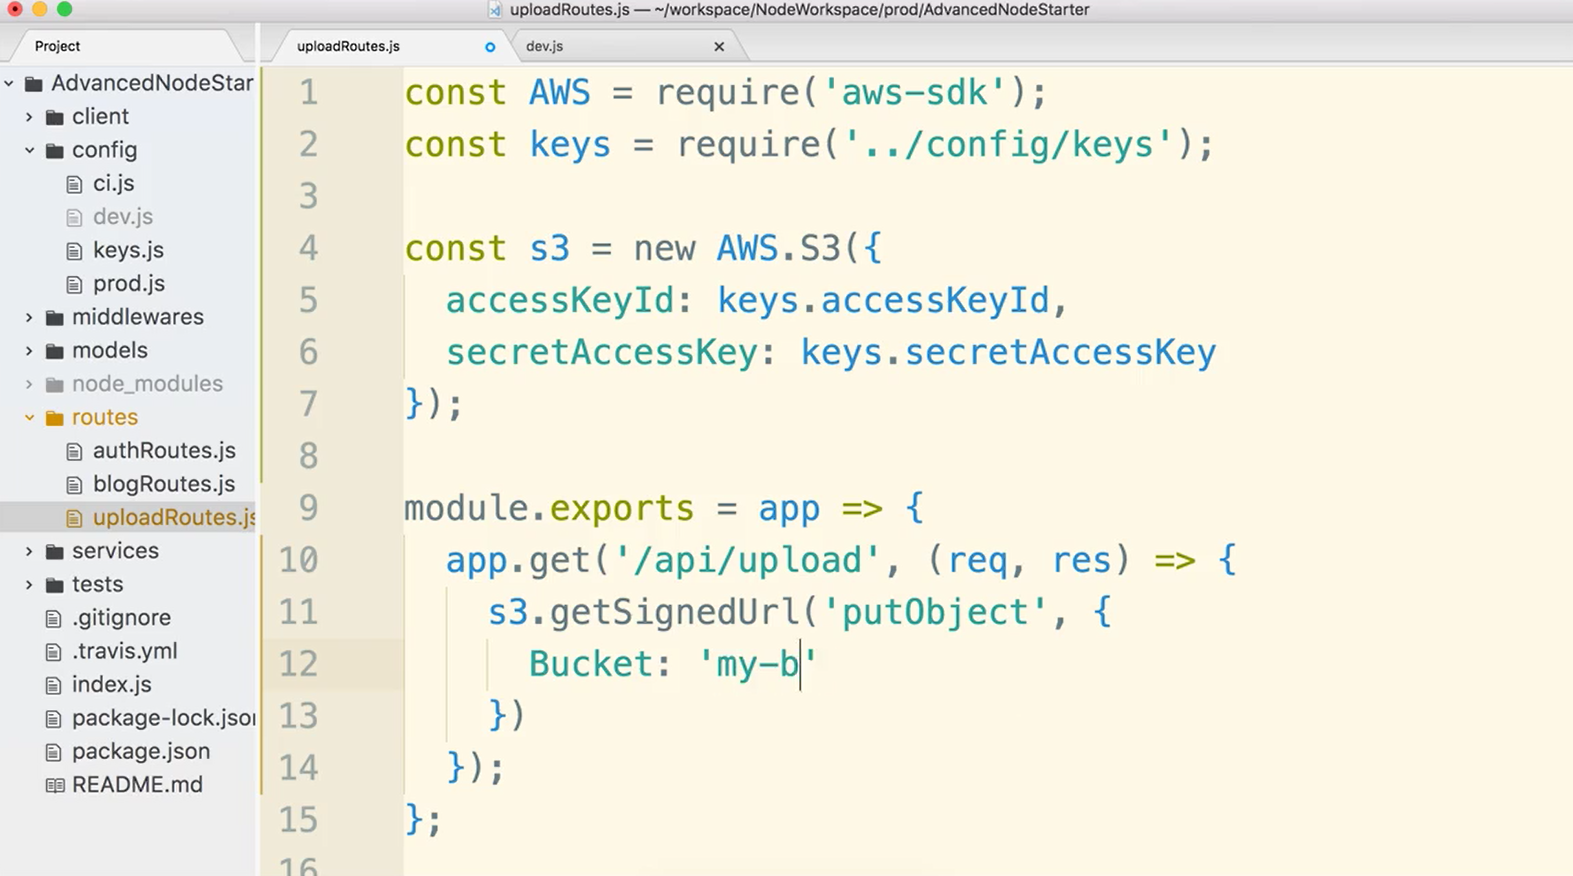 uploadRoutes.js — ~/workspace/NodeWorkspace/prod/AdvancedNodeStarter
Project
uploadRoutes.js
dev.js
AdvancedNodeStar
client
config
ci.js
dev.js
keys.js
prod.js
middlewares
models
node_modules
routes
authRoutes.js
blogRoutes.js
uploadRoutes.js
services
tests
.gitignore
.travis.yml
index.js
package-lock.json
package.json
README.md
1 const AWS = require('aws-sdk');
2 const keys = require('../config/keys');
3
4 const s3 = new AWS.S3({
5 accessKeyId: keys.accessKeyId,
6 secretAccessKey: keys.secretAccessKey
7 });
8
9 module.exports = app => {
10 app.get('/api/upload', (req, res) => {
11 s3.getSignedUrl('putObject', {
12 Bucket: 'my-b'
13 })
14 });
15 };
16